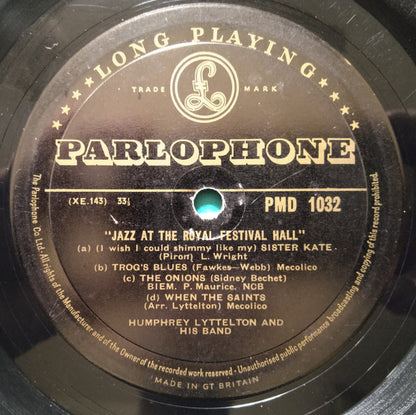 ★ LONG PLAYING ★
TRADE MARK
£
PARLOPHONE
(XE.143) 33⅓
PMD 1032
"JAZZ AT THE ROYAL FESTIVAL HALL"
(a) (I wish I could shimmy like my) SISTER KATE.
(Piron) L. Wright
(b) TROG'S BLUES (Fawkes-Webb) Mecolico
(c) THE ONIONS (Sidney Bechet)
BIEM. P. Maurice. NCB
(d) WHEN THE SAINTS
(Arr. Lyttelton) Mecolico
HUMPHREY LYTTELTON AND
HIS BAND
The Parlophone Co Ltd. All rights of the Manufacturer and of the Owner of the recorded work reserved - Unauthorised public performance broadcasting and copying of this record prohibited.
MADE IN GT BRITAIN